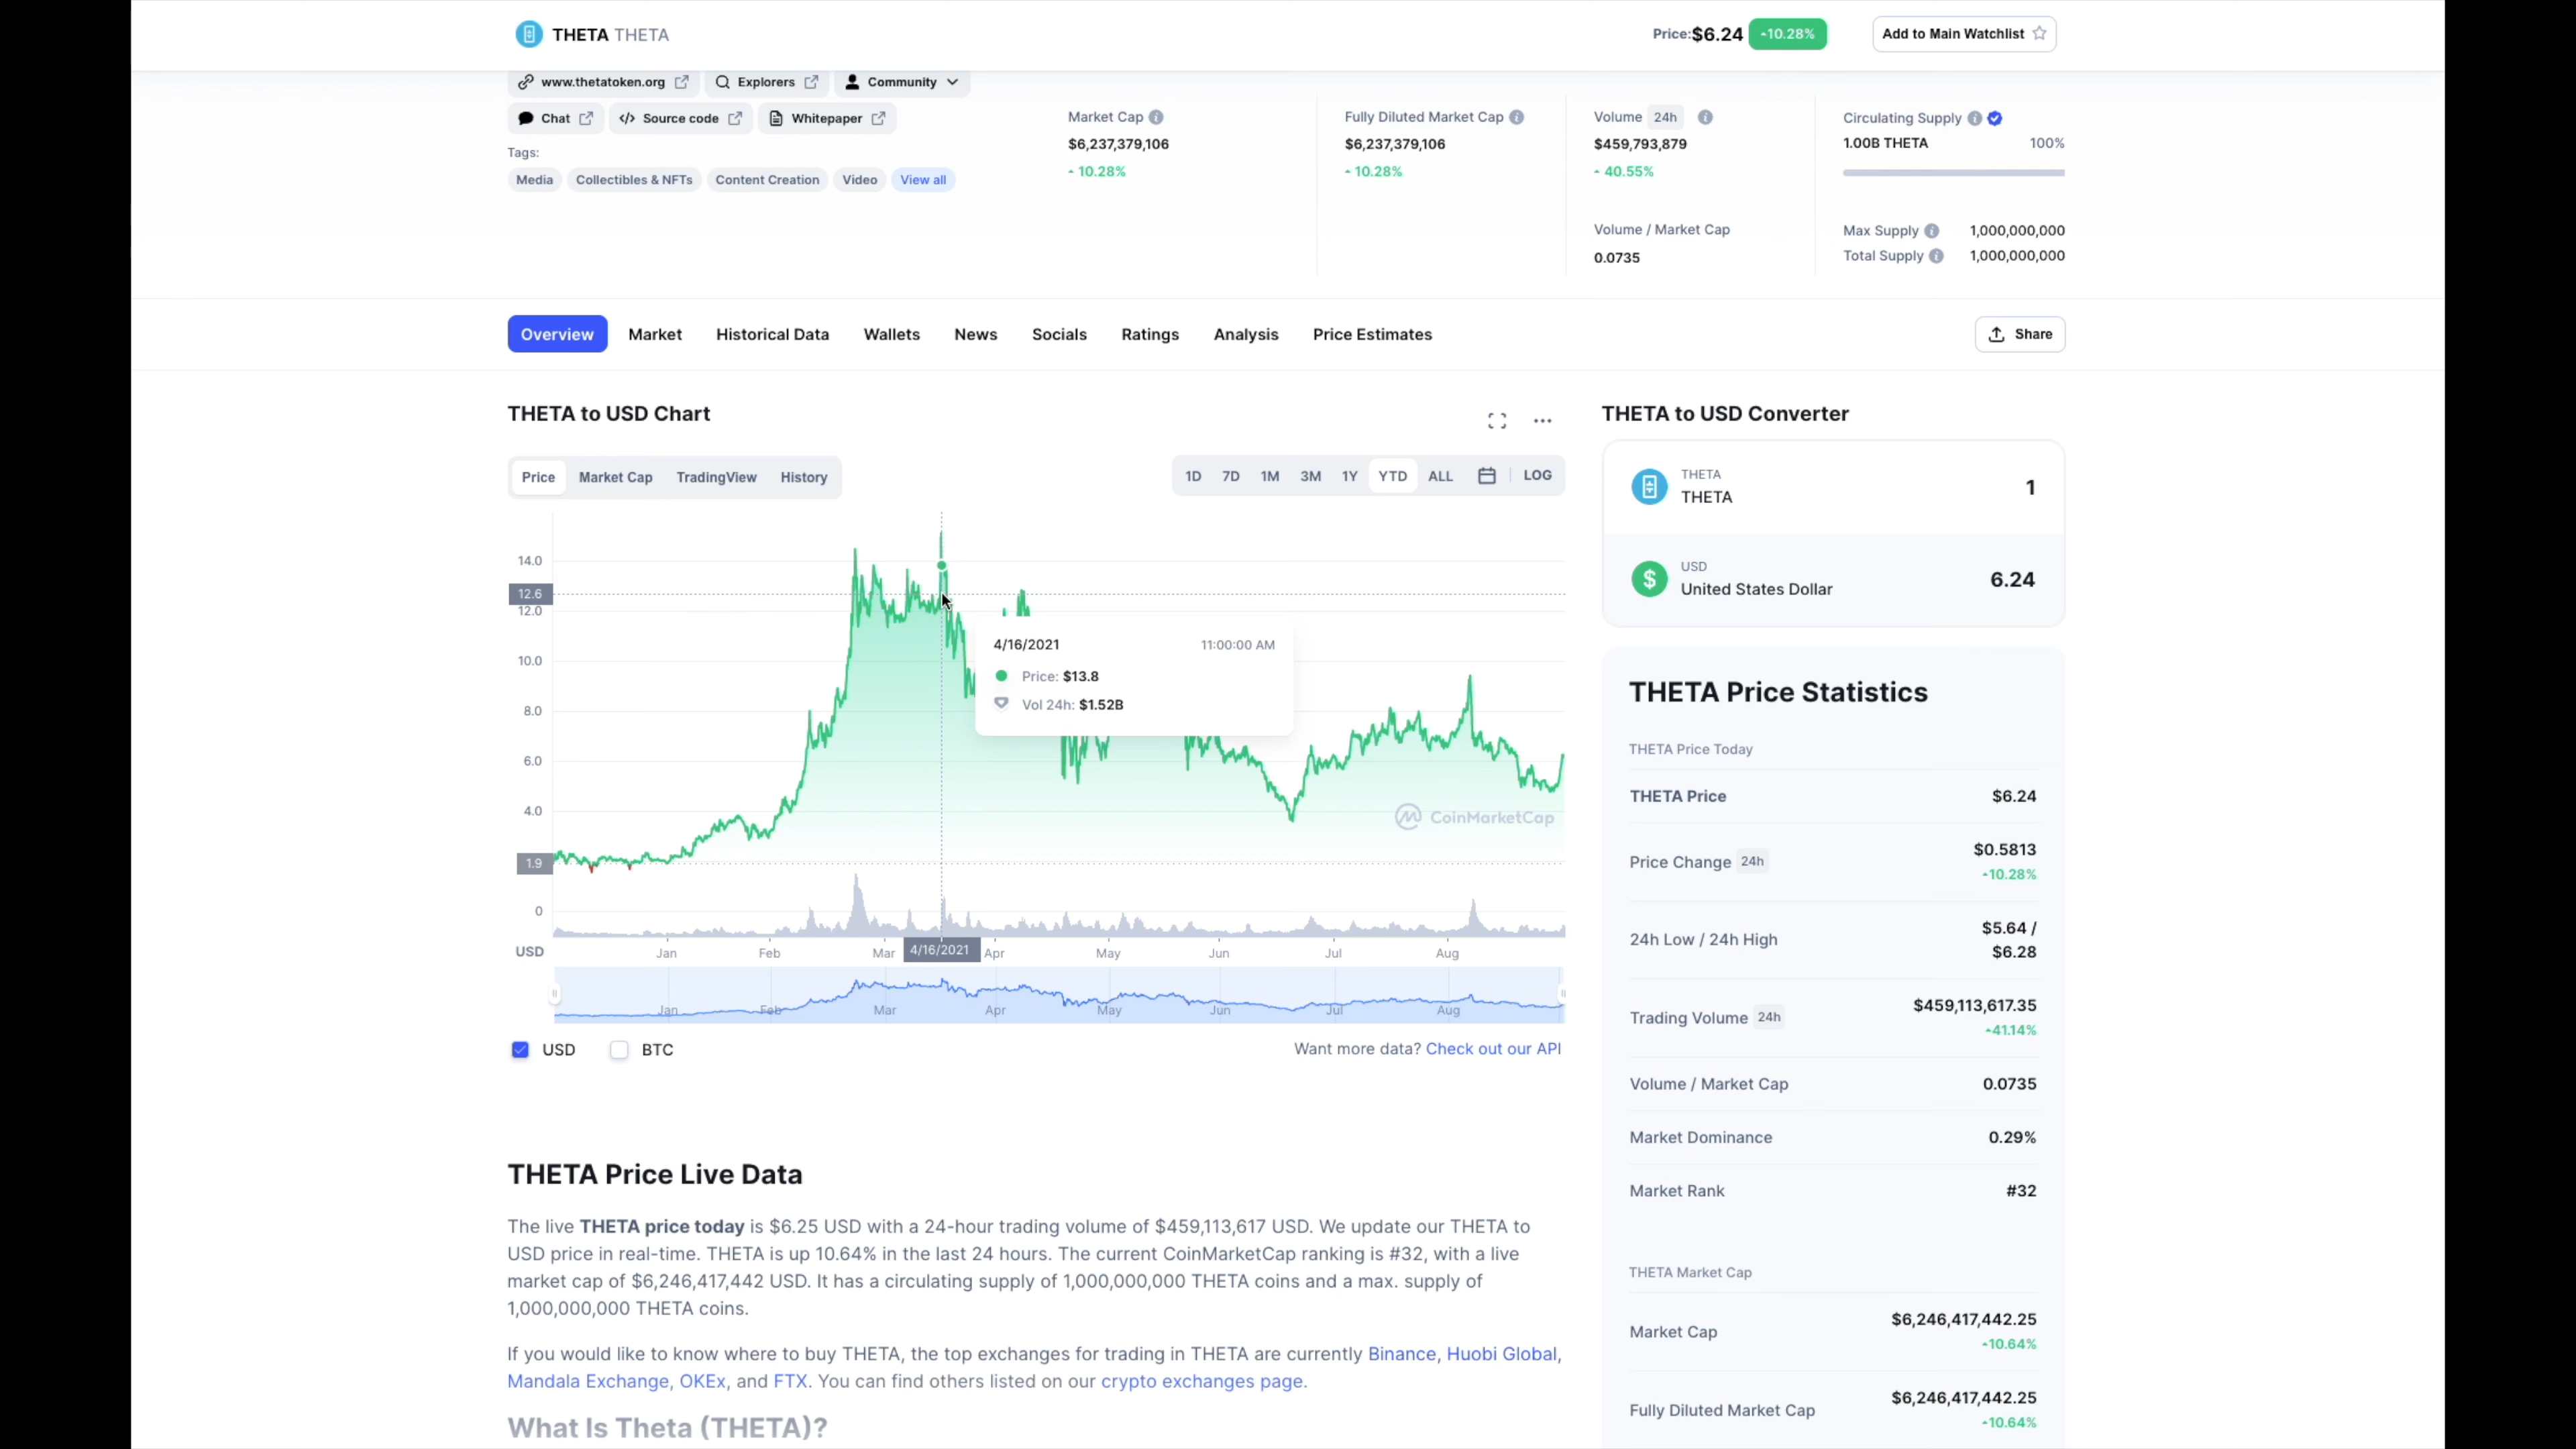 THETA THETA
Price:$6.24 10.28%
Add to Main Watchlist
www.thetatoken.org
Explorers
Community
Chat
Source code
Whitepaper
Tags:
Media
Collectibles & NFTs
Content Creation
Video
View all
Market Cap
$6,237,379,106
10.28%
Fully Diluted Market Cap
$6,237,379,106
10.28%
Volume 24h
$459,793,879
40.55%
Volume / Market Cap
0.0735
Circulating Supply
1.00B THETA 100%
Max Supply 1,000,000,000
Total Supply 1,000,000,000
Overview
Market
Historical Data
Wallets
News
Socials
Ratings
Analysis
Price Estimates
Share
THETA to USD Chart
Price
Market Cap
TradingView
History
1D
7D
1M
3M
1Y
YTD
ALL
LOG
14.0
12.6
12.0
10.0
8.0
6.0
4.0
1.9
0
4/16/2021 11:00:00 AM
Price: $13.8
Vol 24h: $1.52B
CoinMarketCap
USD
Jan
Feb
Mar
4/16/2021
Apr
May
Jun
Jul
Aug
Jan
Feb
Mar
Apr
May
Jun
Jul
Aug
USD
BTC
Want more data? Check out our API
THETA to USD Converter
THETA
THETA
1
USD
United States Dollar
6.24
THETA Price Statistics
THETA Price Today
THETA Price $6.24
Price Change 24h
$0.5813
10.28%
24h Low / 24h High
$5.64 /
$6.28
Trading Volume 24h
$459,113,617.35
41.14%
Volume / Market Cap 0.0735
Market Dominance 0.29%
Market Rank #32
THETA Market Cap
Market Cap
$6,246,417,442.25
10.64%
Fully Diluted Market Cap
$6,246,417,442.25
10.64%
THETA Price Live Data
The live THETA price today is $6.25 USD with a 24-hour trading volume of $459,113,617 USD. We update our THETA to
USD price in real-time. THETA is up 10.64% in the last 24 hours. The current CoinMarketCap ranking is #32, with a live
market cap of $6,246,417,442 USD. It has a circulating supply of 1,000,000,000 THETA coins and a max. supply of
1,000,000,000 THETA coins.
If you would like to know where to buy THETA, the top exchanges for trading in THETA are currently Binance, Huobi Global,
Mandala Exchange, OKEx, and FTX. You can find others listed on our crypto exchanges page.
What Is Theta (THETA)?